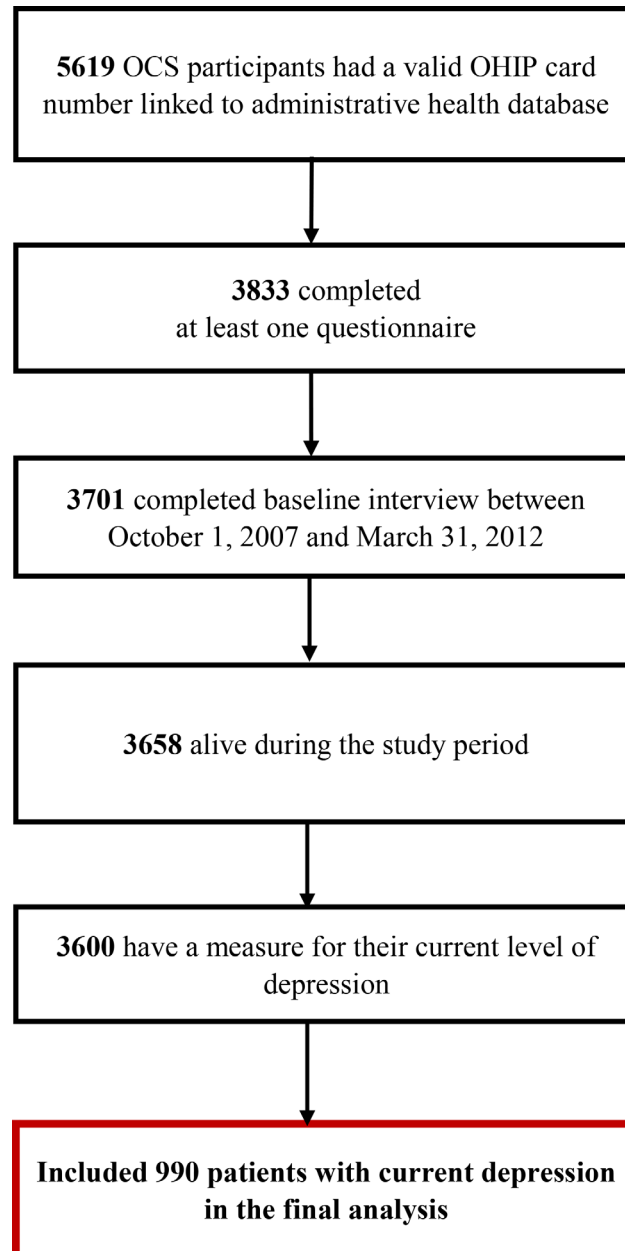 5619 OCS participants had a valid OHIP card
number linked to administrative health database
3833 completed
at least one questionnaire
3701 completed baseline interview between
October 1, 2007 and March 31, 2012
3658 alive during the study period
3600 have a measure for their current level of
depression
Included 990 patients with current depression
in the final analysis